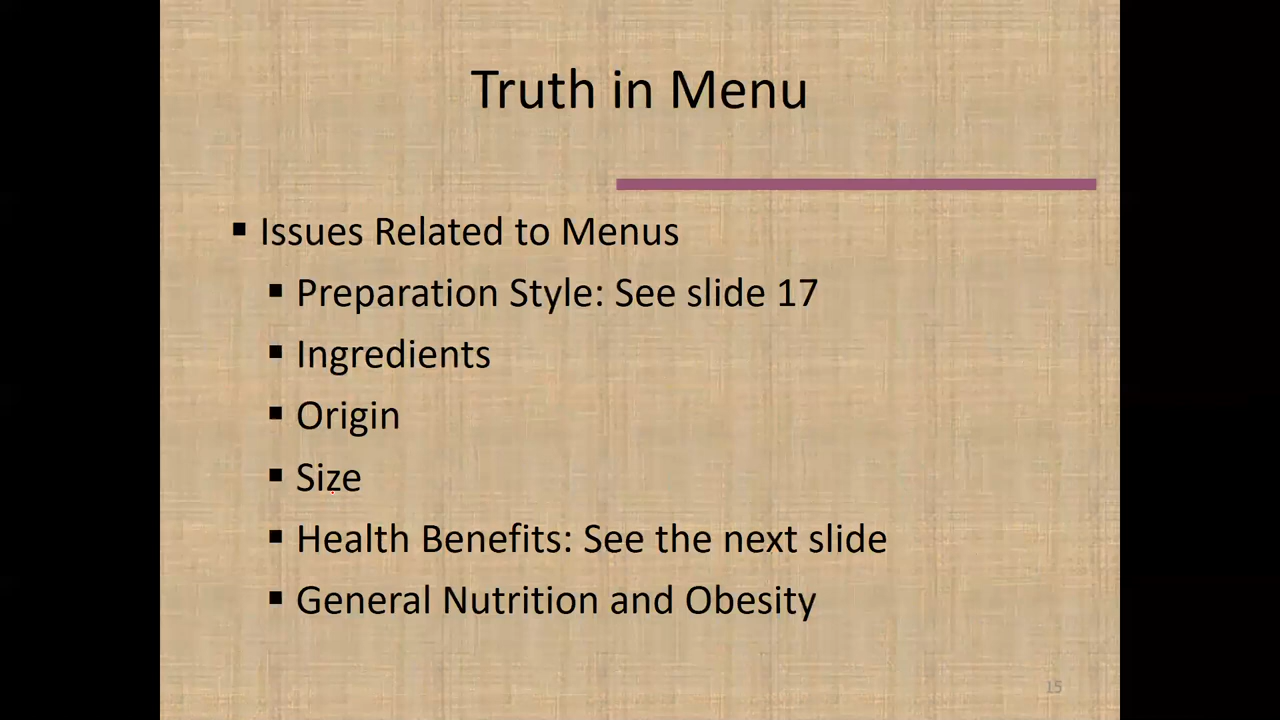 Truth in Menu
▪ Issues Related to Menus
▪ Preparation Style: See slide 17
▪ Ingredients
▪ Origin
▪ Size
▪ Health Benefits: See the next slide
▪ General Nutrition and Obesity
15